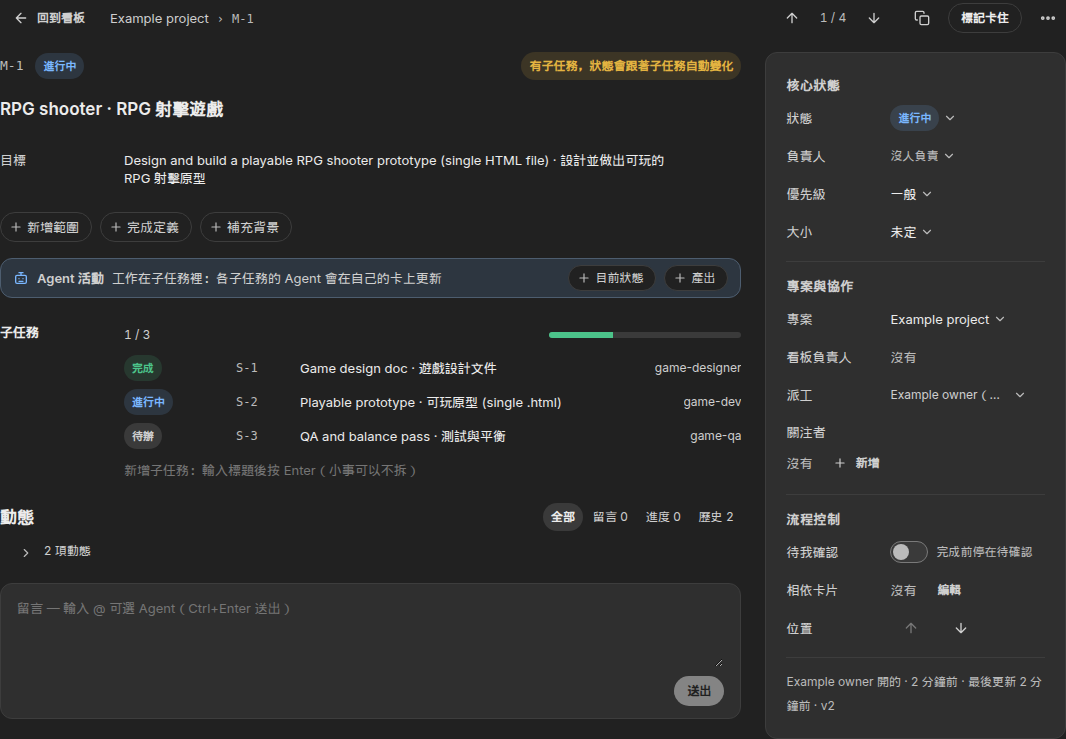 回到看板 Example project › M-1 1 / 4 標記卡住
M-1 進行中 有子任務，狀態會跟著子任務自動變化
RPG shooter · RPG 射擊遊戲
目標 Design and build a playable RPG shooter prototype (single HTML file) · 設計並做出可玩的
RPG 射擊原型
+ 新增範圍 + 完成定義 + 補充背景
Agent 活動 工作在子任務裡：各子任務的 Agent 會在自己的卡上更新 + 目前狀態 + 產出
子任務 1 / 3
完成 S-1 Game design doc · 遊戲設計文件 game-designer
進行中 S-2 Playable prototype · 可玩原型 (single .html) game-dev
待辦 S-3 QA and balance pass · 測試與平衡 game-qa
新增子任務：輸入標題後按 Enter（小事可以不拆）
動態 全部 留言 0 進度 0 歷史 2
2 項動態
留言 — 輸入 @ 可選 Agent（Ctrl+Enter 送出）
送出
核心狀態
狀態 進行中
負責人 沒人負責
優先級 一般
大小 未定
專案與協作
專案 Example project
看板負責人 沒有
派工 Example owner（...
關注者
沒有 + 新增
流程控制
待我確認 完成前停在待確認
相依卡片 沒有 編輯
位置
Example owner 開的 · 2 分鐘前 · 最後更新 2 分
鐘前 · v2